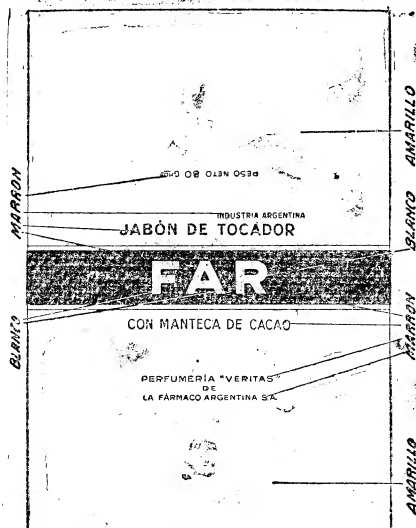 AMARILLO
BLANCO
MARRON
PESO NETO 80 GMS
INDUSTRIA ARGENTINA
JABÓN DE TOCADOR
FAR
CON MANTECA DE CACAO
BLANCO
MARRON
PERFUMERÍA "VERITAS"
DE
LA FÁRMACO ARGENTINA S.A.
AMARILLO